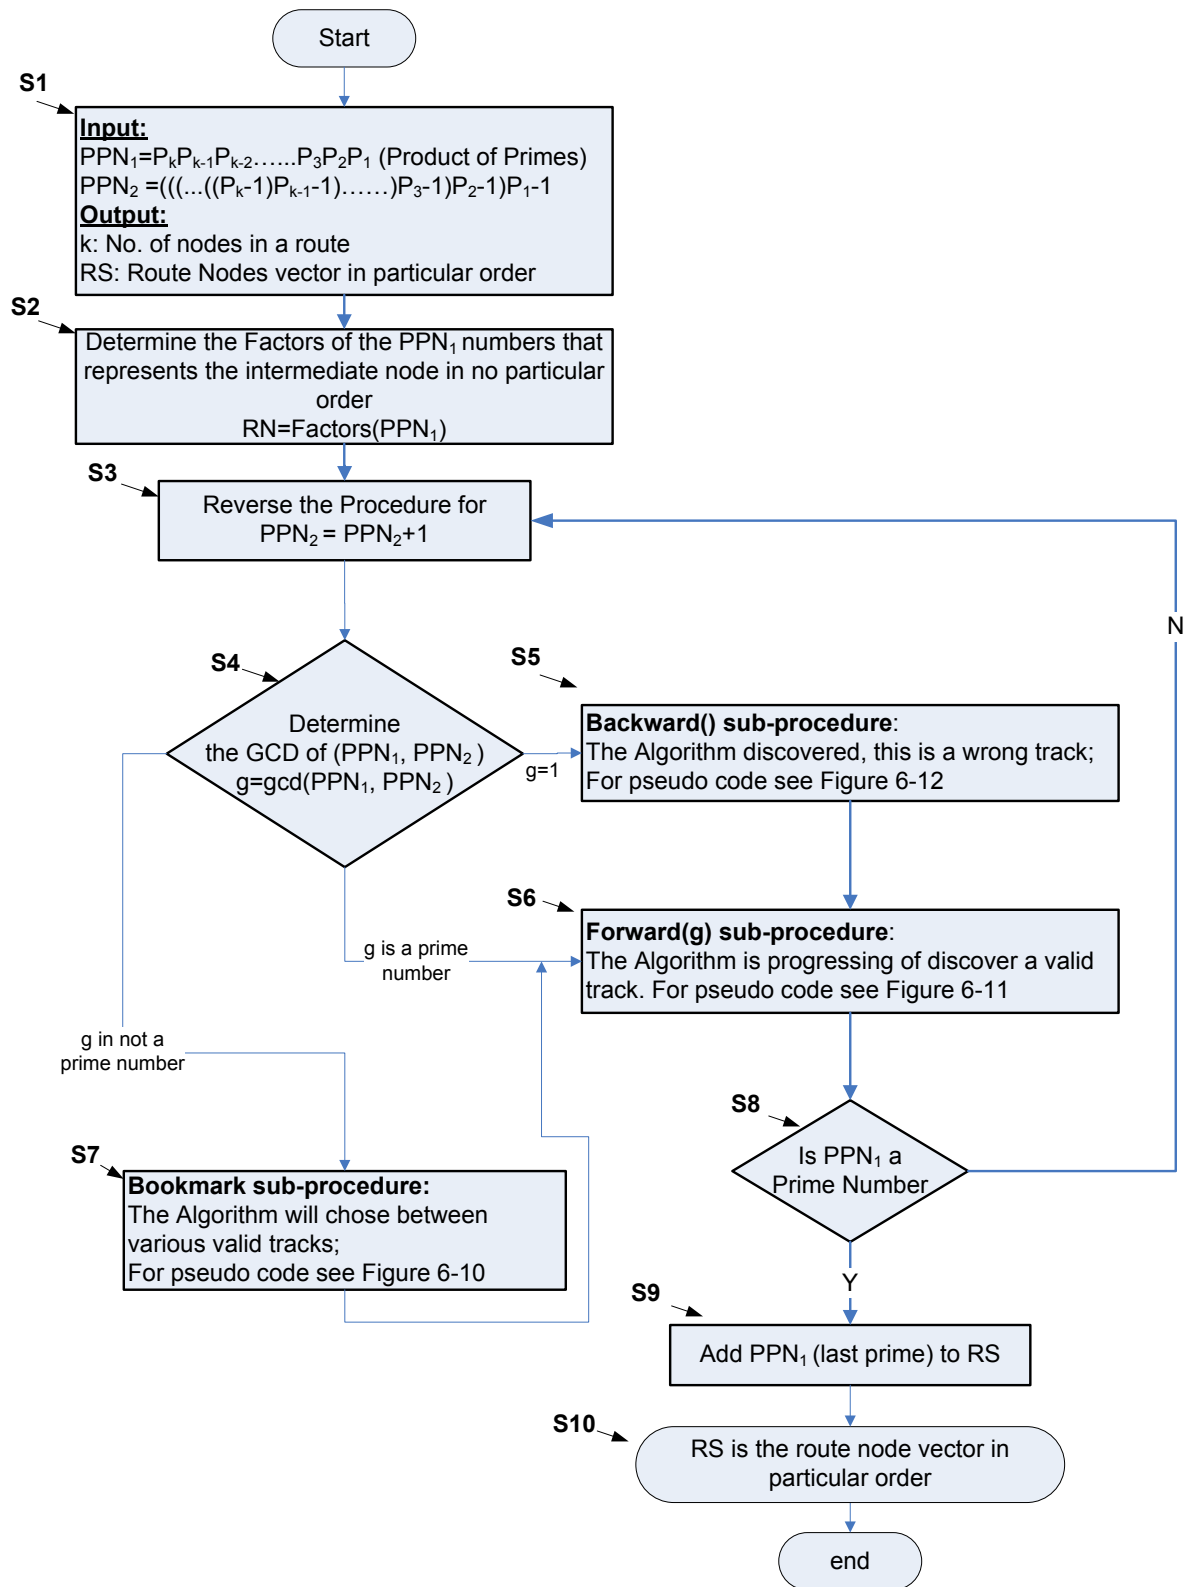 Start
S1
Input:
PPN₁=PₖPₖ₋₁Pₖ₋₂…...P₃P₂P₁ (Product of Primes)
PPN₂ =(((...((Pₖ-1)Pₖ₋₁-1)……)P₃-1)P₂-1)P₁-1
Output:
k: No. of nodes in a route
RS: Route Nodes vector in particular order
S2
Determine the Factors of the PPN₁ numbers that
represents the intermediate node in no particular
order
RN=Factors(PPN₁)
S3
Reverse the Procedure for
PPN₂ = PPN₂+1
N
S4
Determine
the GCD of (PPN₁, PPN₂ )
g=gcd(PPN₁, PPN₂ )
g=1
S5
Backward() sub-procedure:
The Algorithm discovered, this is a wrong track;
For pseudo code see Figure 6-12
S6
Forward(g) sub-procedure:
The Algorithm is progressing of discover a valid
track. For pseudo code see Figure 6-11
g is a prime
number
g in not a
prime number
S7
Bookmark sub-procedure:
The Algorithm will chose between
various valid tracks;
For pseudo code see Figure 6-10
S8
Is PPN₁ a
Prime Number
Y
S9
Add PPN₁ (last prime) to RS
S10
RS is the route node vector in
particular order
end